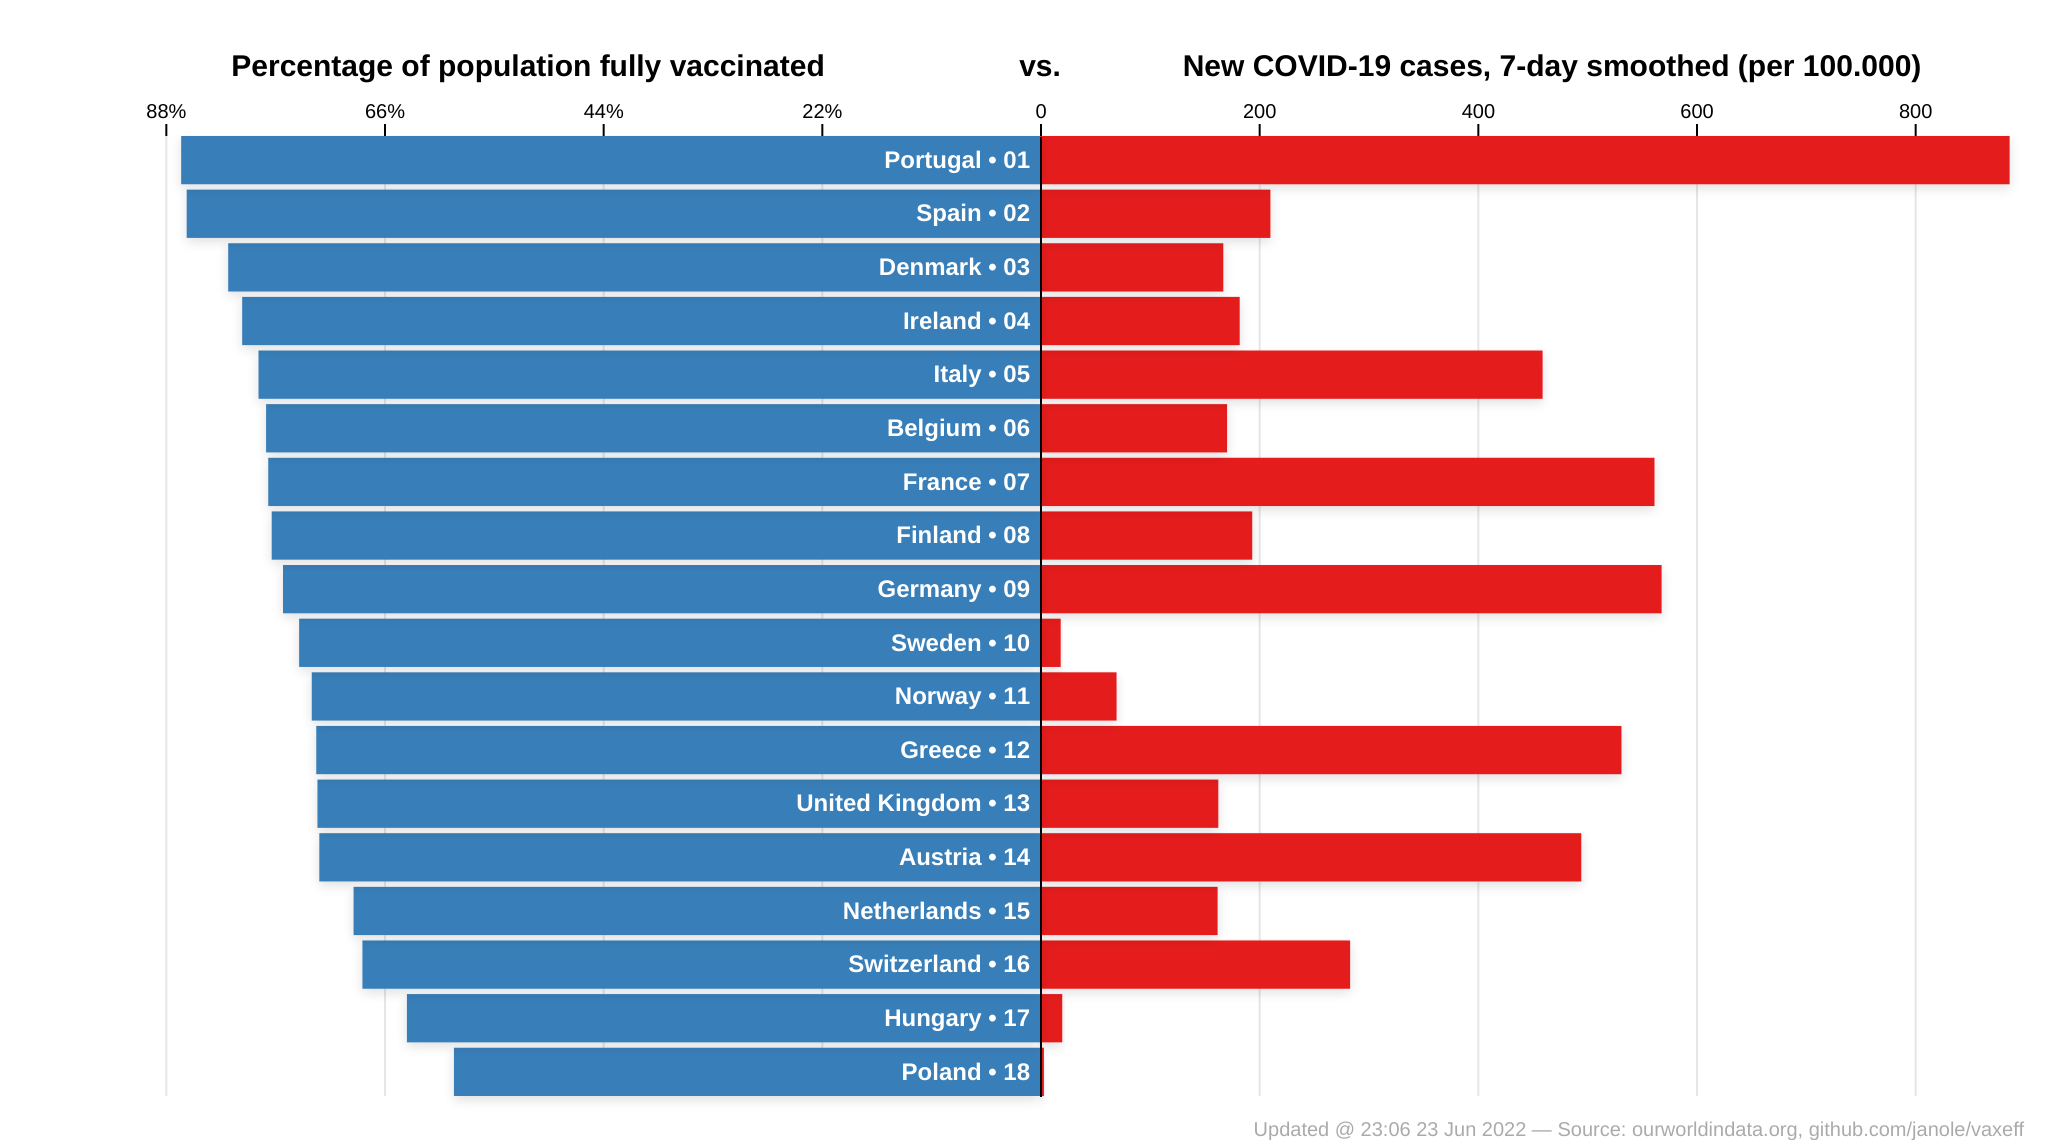 Percentage of population fully vaccinated vs. New COVID-19 cases, 7-day smoothed (per 100.000)
88% 66% 44% 22% 0 200 400 600 800
Portugal • 01
Spain • 02
Denmark • 03
Ireland • 04
Italy • 05
Belgium • 06
France • 07
Finland • 08
Germany • 09
Sweden • 10
Norway • 11
Greece • 12
United Kingdom • 13
Austria • 14
Netherlands • 15
Switzerland • 16
Hungary • 17
Poland • 18
Updated @ 23:06 23 Jun 2022 — Source: ourworldindata.org, github.com/janole/vaxeff